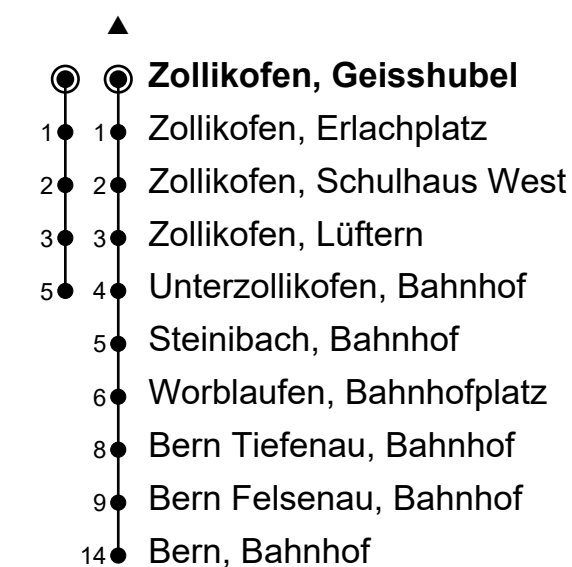 Zollikofen, Geisshubel
1 1 Zollikofen, Erlachplatz
2 2 Zollikofen, Schulhaus West
3 3 Zollikofen, Lüftern
5 4 Unterzollikofen, Bahnhof
5 Steinibach, Bahnhof
6 Worblaufen, Bahnhofplatz
8 Bern Tiefenau, Bahnhof
9 Bern Felsenau, Bahnhof
14 Bern, Bahnhof